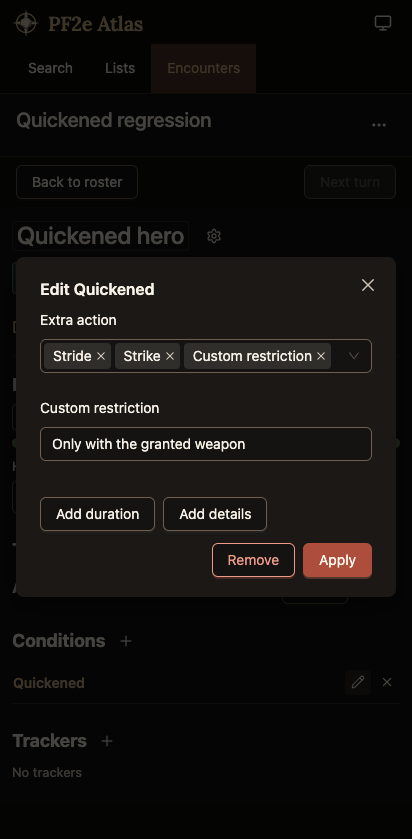 PF2e Atlas
Search Lists Encounters
Quickened regression
...
Back to roster Next turn
Quickened hero
Edit Quickened
Extra action
Stride Strike Custom restriction
Custom restriction
Only with the granted weapon
Add duration Add details
Remove Apply
Conditions
Quickened
Trackers
No trackers